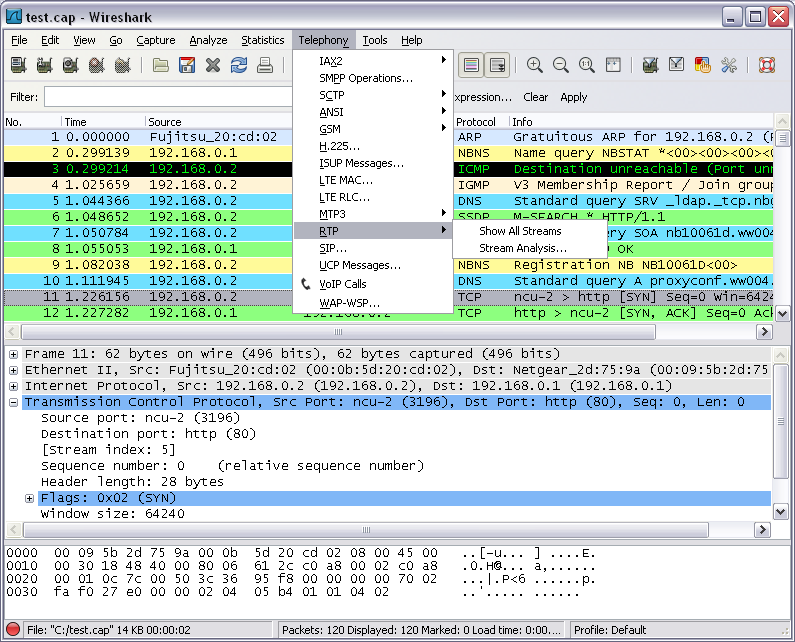 test.cap - Wireshark
File Edit View Go Capture Analyze Statistics Telephony Tools Help
Filter: xpression... Clear Apply
IAX2
SMPP Operations...
SCTP
ANSI
GSM
H.225...
ISUP Messages...
LTE MAC...
LTE RLC...
MTP3
RTP
SIP...
UCP Messages...
VoIP Calls
WAP-WSP...
Show All Streams
Stream Analysis...
No. Time Source Protocol Info
1 0.000000 Fujitsu_20:cd:02 ARP Gratuitous ARP for 192.168.0.2 (
2 0.299139 192.168.0.1 NBNS Name query NBSTAT *<00><00><00><0
3 0.299214 192.168.0.2 ICMP Destination unreachable (Port un
4 1.025659 192.168.0.2 IGMP V3 Membership Report / Join grou
5 1.044366 192.168.0.2 DNS Standard query SRV _ldap._tcp.nb
6 1.048652 192.168.0.2 SSDP M-SEARCH * HTTP/1.1
7 1.050784 192.168.0.2 uery SOA nb10061d.ww00
8 1.055053 192.168.0.1 OK
9 1.082038 192.168.0.2 NBNS Registration NB NB10061D<00>
10 1.111945 192.168.0.2 DNS Standard query A proxyconf.ww004
11 1.226156 192.168.0.2 TCP ncu-2 > http [SYN] Seq=0 Win=6424
12 1.227282 192.168.0.1 192.168.0.2 TCP http > ncu-2 [SYN, ACK] Seq=0 Ac
Frame 11: 62 bytes on wire (496 bits), 62 bytes captured (496 bits)
Ethernet II, Src: Fujitsu_20:cd:02 (00:0b:5d:20:cd:02), Dst: Netgear_2d:75:9a (00:09:5b:2d:75
Internet Protocol, Src: 192.168.0.2 (192.168.0.2), Dst: 192.168.0.1 (192.168.0.1)
Transmission Control Protocol, Src Port: ncu-2 (3196), Dst Port: http (80), Seq: 0, Len: 0
Source port: ncu-2 (3196)
Destination port: http (80)
[Stream index: 5]
Sequence number: 0 (relative sequence number)
Header length: 28 bytes
Flags: 0x02 (SYN)
Window size: 64240
0000 00 09 5b 2d 75 9a 00 0b 5d 20 cd 02 08 00 45 00 ..[-u... ] ....E.
0010 00 30 18 48 40 00 80 06 61 2c c0 a8 00 02 c0 a8 .0.H@... a,......
0020 00 01 0c 7c 00 50 3c 36 95 f8 00 00 00 00 70 02 ...|.P<6 ......p.
0030 fa f0 27 e0 00 00 02 04 05 b4 01 01 04 02 ..'..... ......
File: "C:/test.cap" 14 KB 00:00:02 Packets: 120 Displayed: 120 Marked: 0 Load time: 0:00.... Profile: Default